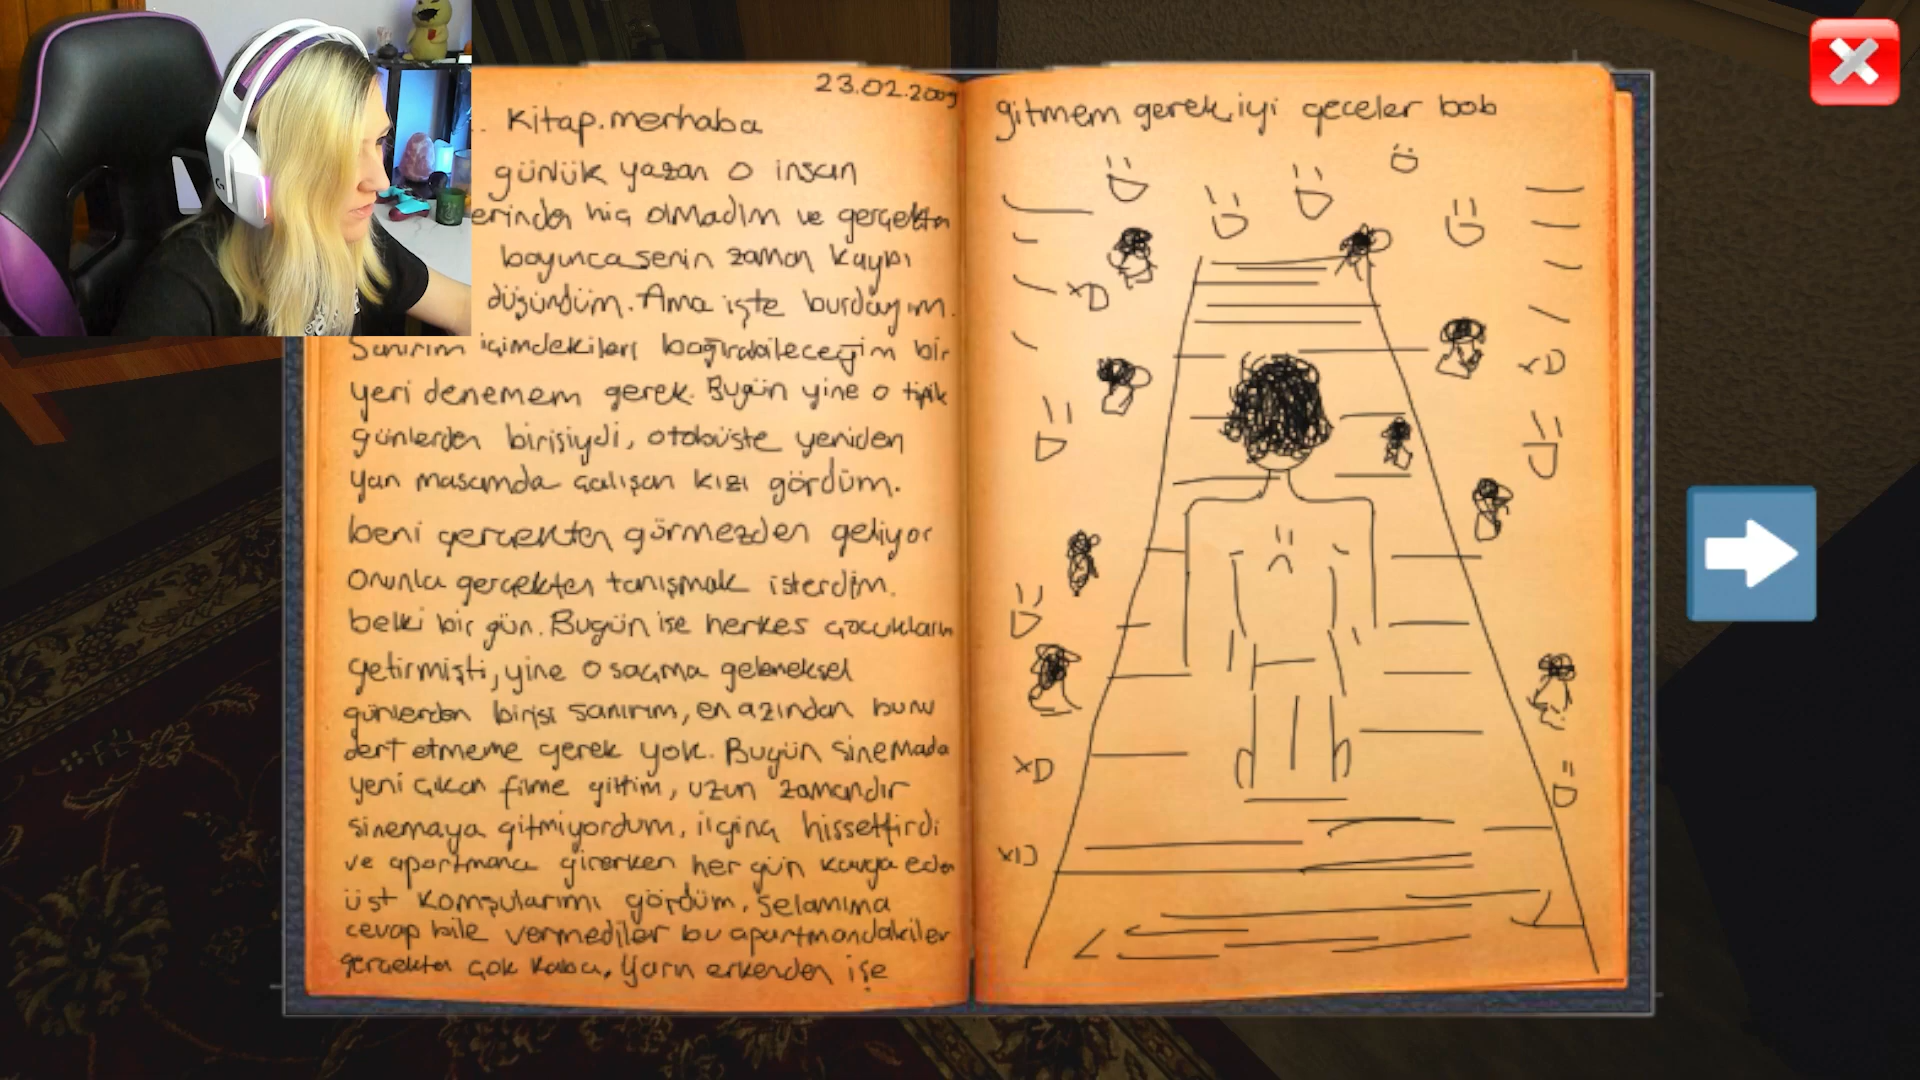 23.02.2009
. Kitap.merhaba
günlük yazan o insan
erinden hiç olmadım ve gerçekten
boyunca senin zaman kaybı
düşündüm. Ama işte burdayım.
Sanırım içimdekileri bağırabileceğim bir
yeri denemem gerek. Bugün yine o tipik
günlerden birisiydi, otobüste yeniden
yan masamda çalışan kızı gördüm.
beni gerçekten görmezden geliyor
Onunla gerçekten tanışmak isterdim.
belki bir gün. Bugün ise herkes çocukların
getirmişti, yine o saçma geleneksel
günlerden birisi sanırım, en azından bunu
dert etmeme gerek yok. Bugün sinemada
yeni çıkan filme gittim, uzun zamandır
sinemaya gitmiyordum, ilginç hissettirdi
ve apartmana girerken her gün kavga eden
üst komşularımı gördüm. Selamıma
cevap bile vermediler bu apartmandakiler
gerçekten çok kaba. Yarın erkenden işe
gitmem gerek, iyi geceler bob
xD
xD
xD
xD